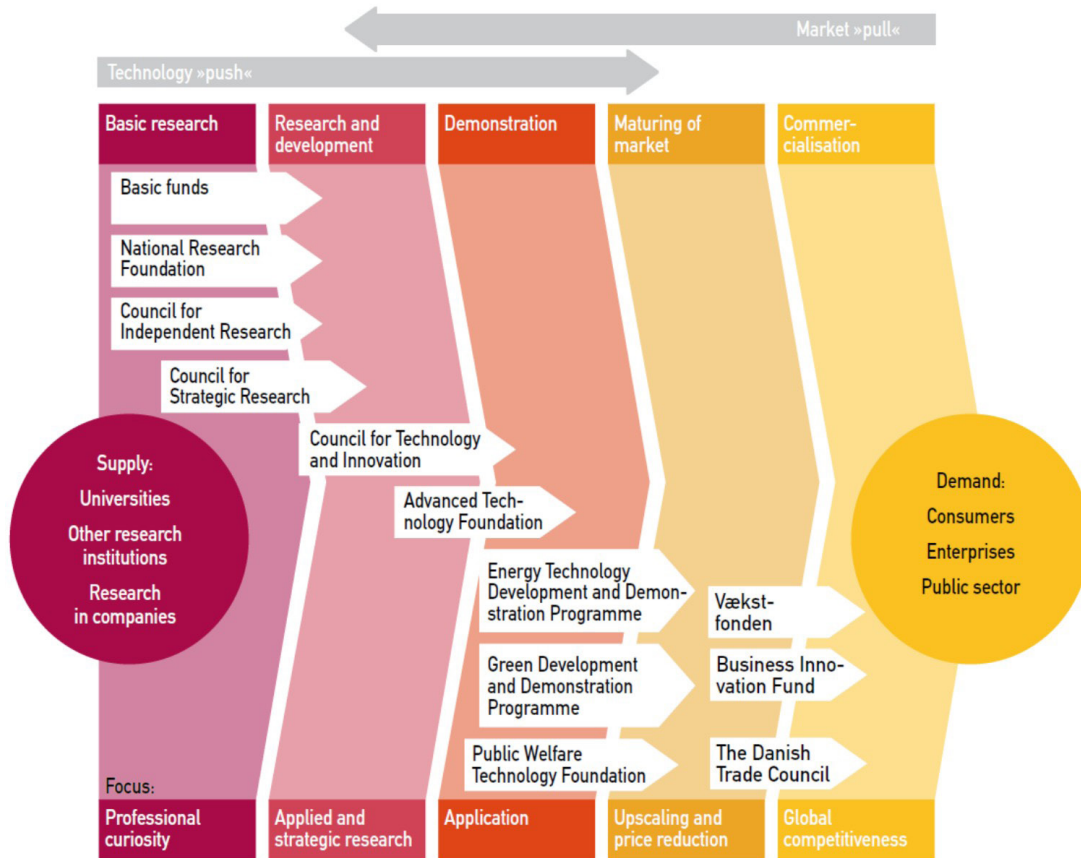 Market »pull«
Technology »push«
Basic research
Research and
development
Demonstration
Maturing of
market
Commer-
cialisation
Basic funds
National Research
Foundation
Council for
Independent Research
Council for
Strategic Research
Council for Technology
and Innovation
Advanced Tech-
nology Foundation
Energy Technology
Development and Demon-
stration Programme
Green Development
and Demonstration
Programme
Public Welfare
Technology Foundation
Vækst-
fonden
Business Inno-
vation Fund
The Danish
Trade Council
Supply:
Universities
Other research
institutions
Research
in companies
Demand:
Consumers
Enterprises
Public sector
Focus:
Professional
curiosity
Applied and
strategic research
Application
Upscaling and
price reduction
Global
competitiveness